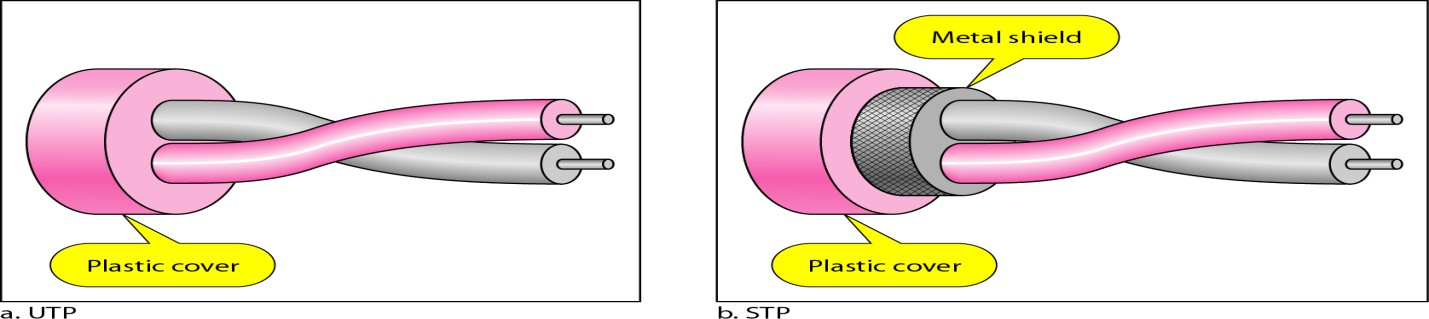 Plastic cover
a. UTP
Metal shield
Plastic cover
b. STP